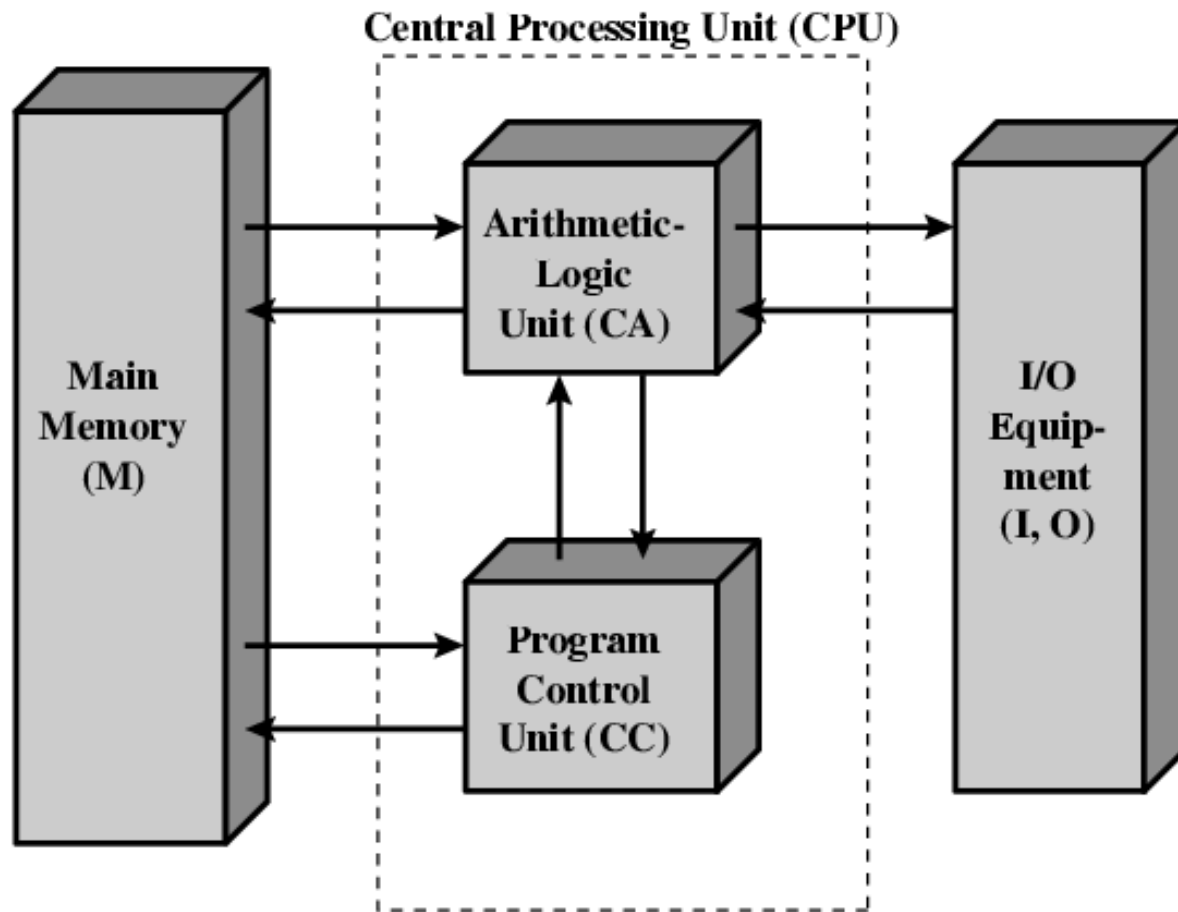 Central Processing Unit (CPU)
Main
Memory
(M)
Arithmetic-
Logic
Unit (CA)
Program
Control
Unit (CC)
I/O
Equip-
ment
(I, O)